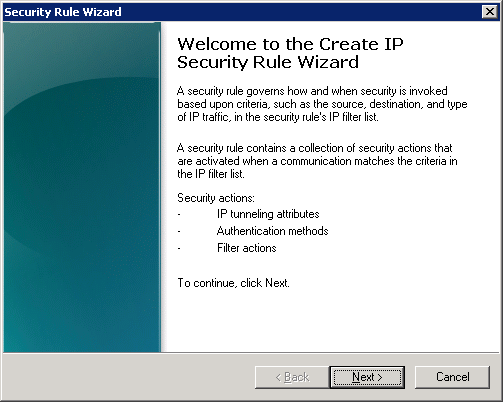 Security Rule Wizard
Welcome to the Create IP
Security Rule Wizard
A security rule governs how and when security is invoked
based upon criteria, such as the source, destination, and type
of IP traffic, in the security rule's IP filter list.
A security rule contains a collection of security actions that
are activated when a communication matches the criteria in
the IP filter list.
Security actions:
- IP tunneling attributes
- Authentication methods
- Filter actions
To continue, click Next.
< Back Next > Cancel